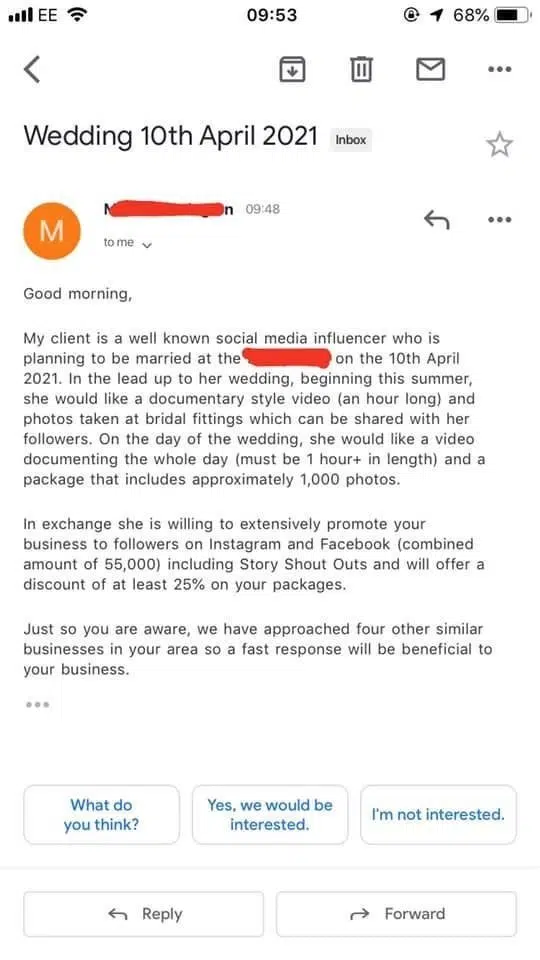 EE 09:53 68%
Wedding 10th April 2021 Inbox
M n 09:48
to me
Good morning,
My client is a well known social media influencer who is
planning to be married at the on the 10th April
2021. In the lead up to her wedding, beginning this summer,
she would like a documentary style video (an hour long) and
photos taken at bridal fittings which can be shared with her
followers. On the day of the wedding, she would like a video
documenting the whole day (must be 1 hour+ in length) and a
package that includes approximately 1,000 photos.
In exchange she is willing to extensively promote your
business to followers on Instagram and Facebook (combined
amount of 55,000) including Story Shout Outs and will offer a
discount of at least 25% on your packages.
Just so you are aware, we have approached four other similar
businesses in your area so a fast response will be beneficial to
your business.
What do
you think?
Yes, we would be
interested.
I'm not interested.
Reply
Forward